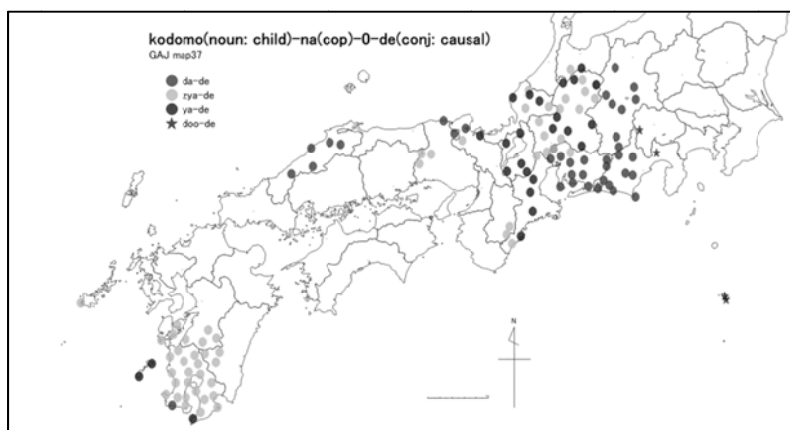 kodomo(noun: child)-na(cop)-0-de(conj: causal)
GAJ map37
da-de
zya-de
ya-de
doo-de
N